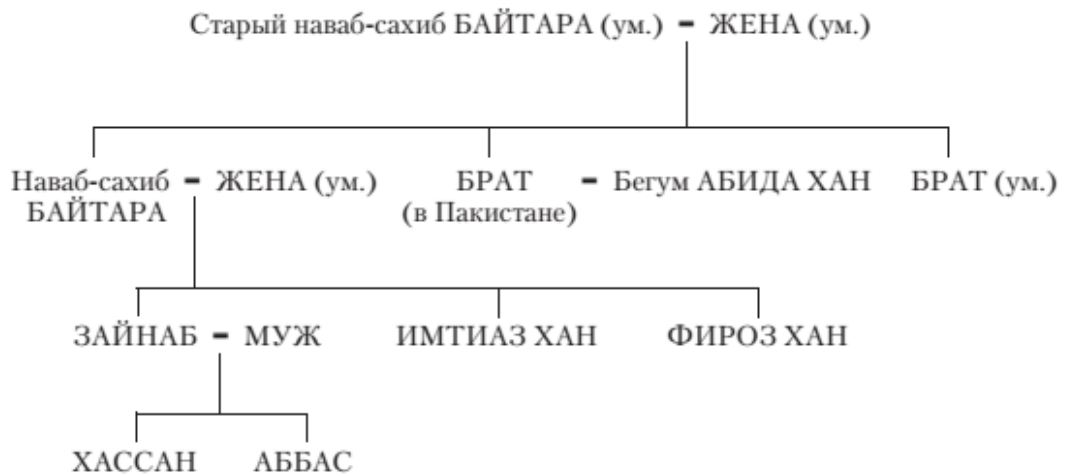 Старый наваб-сахиб БАЙТАРА (ум.) – ЖЕНА (ум.)
Наваб-сахиб – ЖЕНА (ум.) БРАТ – Бегум АБИДА ХАН БРАТ (ум.)
БАЙТАРА (в Пакистане)
ЗАЙНАБ – МУЖ ИМТИАЗ ХАН ФИРОЗ ХАН
ХАССАН АББАС